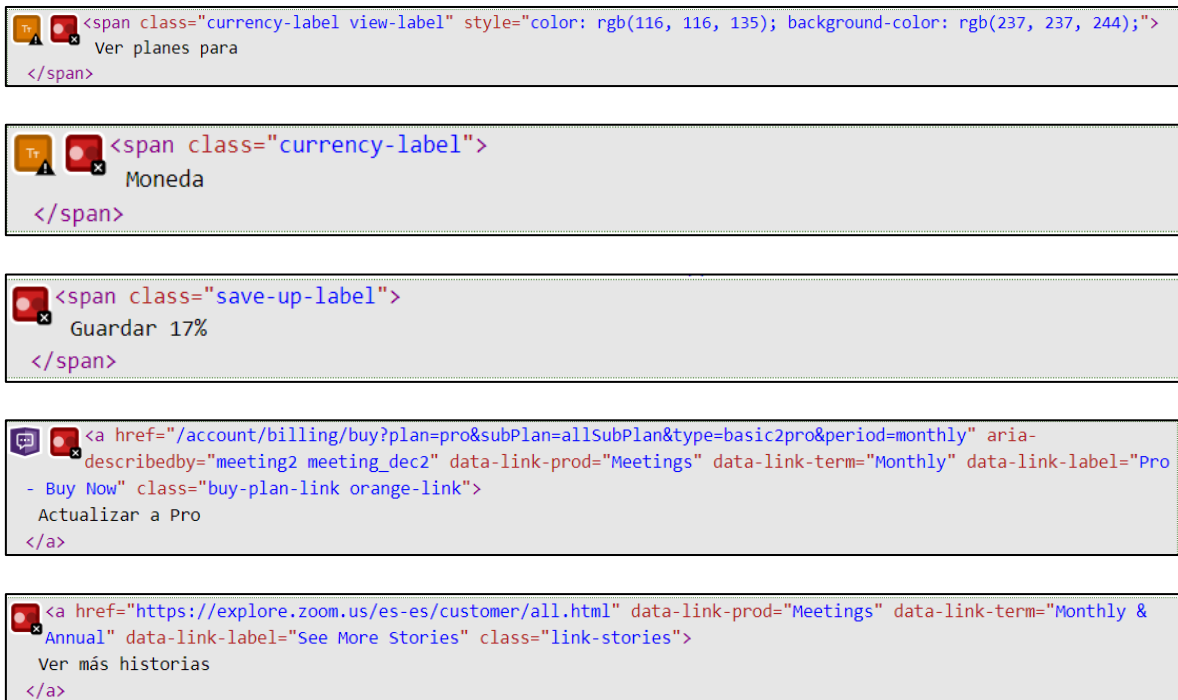 <span class="currency-label view-label" style="color: rgb(116, 116, 135); background-color: rgb(237, 237, 244);">
Ver planes para
</span>
<span class="currency-label">
Moneda
</span>
<span class="save-up-label">
Guardar 17%
</span>
<a href="/account/billing/buy?plan=pro&subPlan=allSubPlan&type=basic2pro&period=monthly" aria-
describedby="meeting2 meeting_dec2" data-link-prod="Meetings" data-link-term="Monthly" data-link-label="Pro
- Buy Now" class="buy-plan-link orange-link">
Actualizar a Pro
</a>
<a href="https://explore.zoom.us/es-es/customer/all.html" data-link-prod="Meetings" data-link-term="Monthly &
Annual" data-link-label="See More Stories" class="link-stories">
Ver más historias
</a>